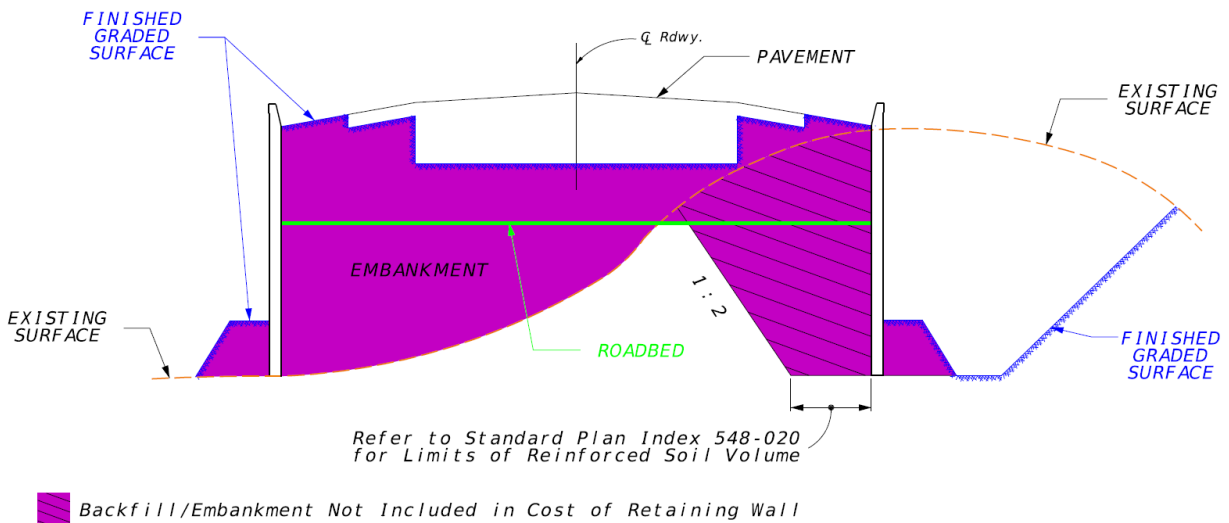 FINISHED
GRADED
SURFACE
℄ Rdwy.
PAVEMENT
EXISTING
SURFACE
EMBANKMENT
1:2
EXISTING
SURFACE
ROADBED
FINISHED
GRADED
SURFACE
Refer to Standard Plan Index 548-020
for Limits of Reinforced Soil Volume
Backfill/Embankment Not Included in Cost of Retaining Wall